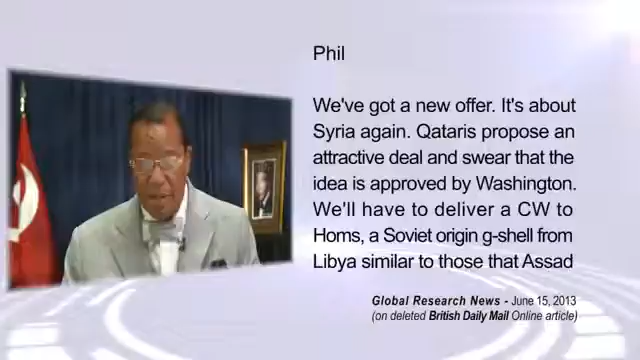 Phil
We've got a new offer. It's about
Syria again. Qataris propose an
attractive deal and swear that the
idea is approved by Washington.
We'll have to deliver a CW to
Homs, a Soviet origin g-shell from
Libya similar to those that Assad
Global Research News - June 15, 2013
(on deleted British Daily Mail Online article)